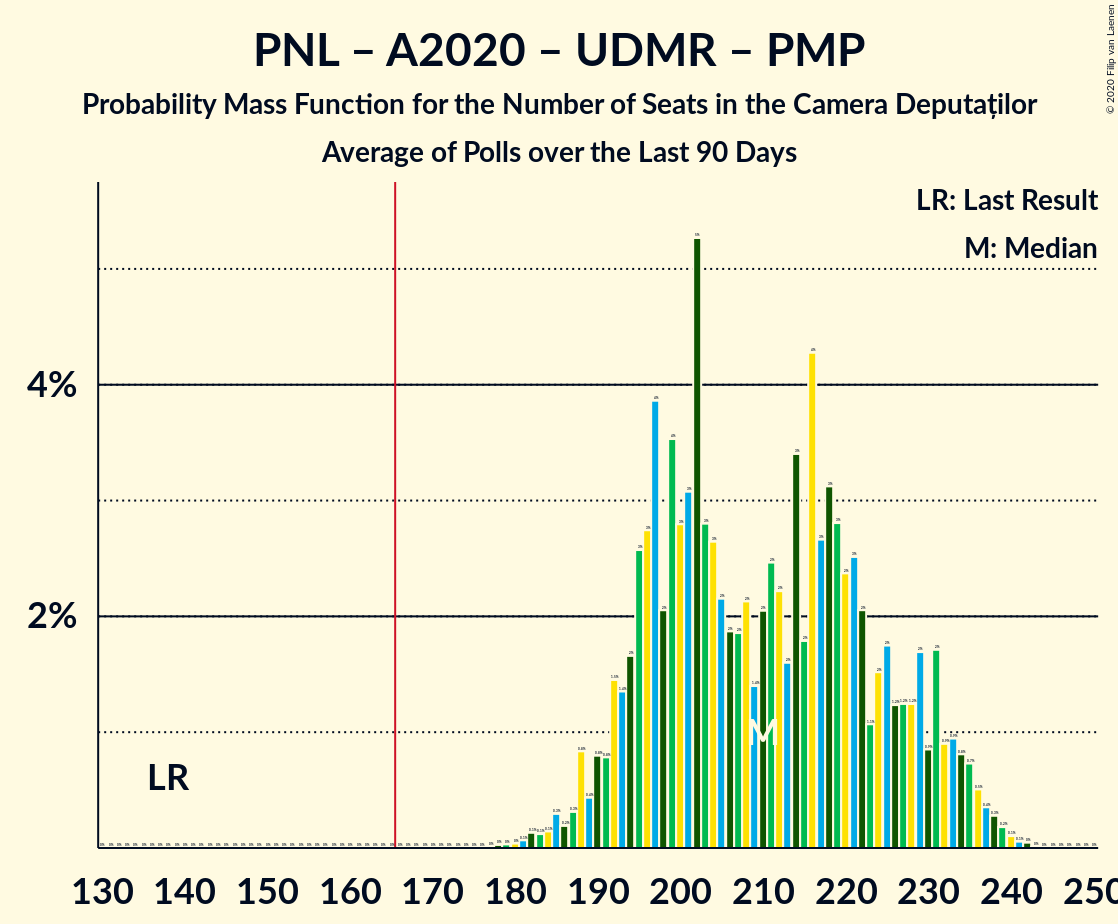 PNL – A2020 – UDMR – PMP
Probability Mass Function for the Number of Seats in the Camera Deputaților
Average of Polls over the Last 90 Days
© 2020 Filip van Laenen
LR: Last Result
M: Median
4%
2%
LR
M
130 140 150 160 170 180 190 200 210 220 230 240 250